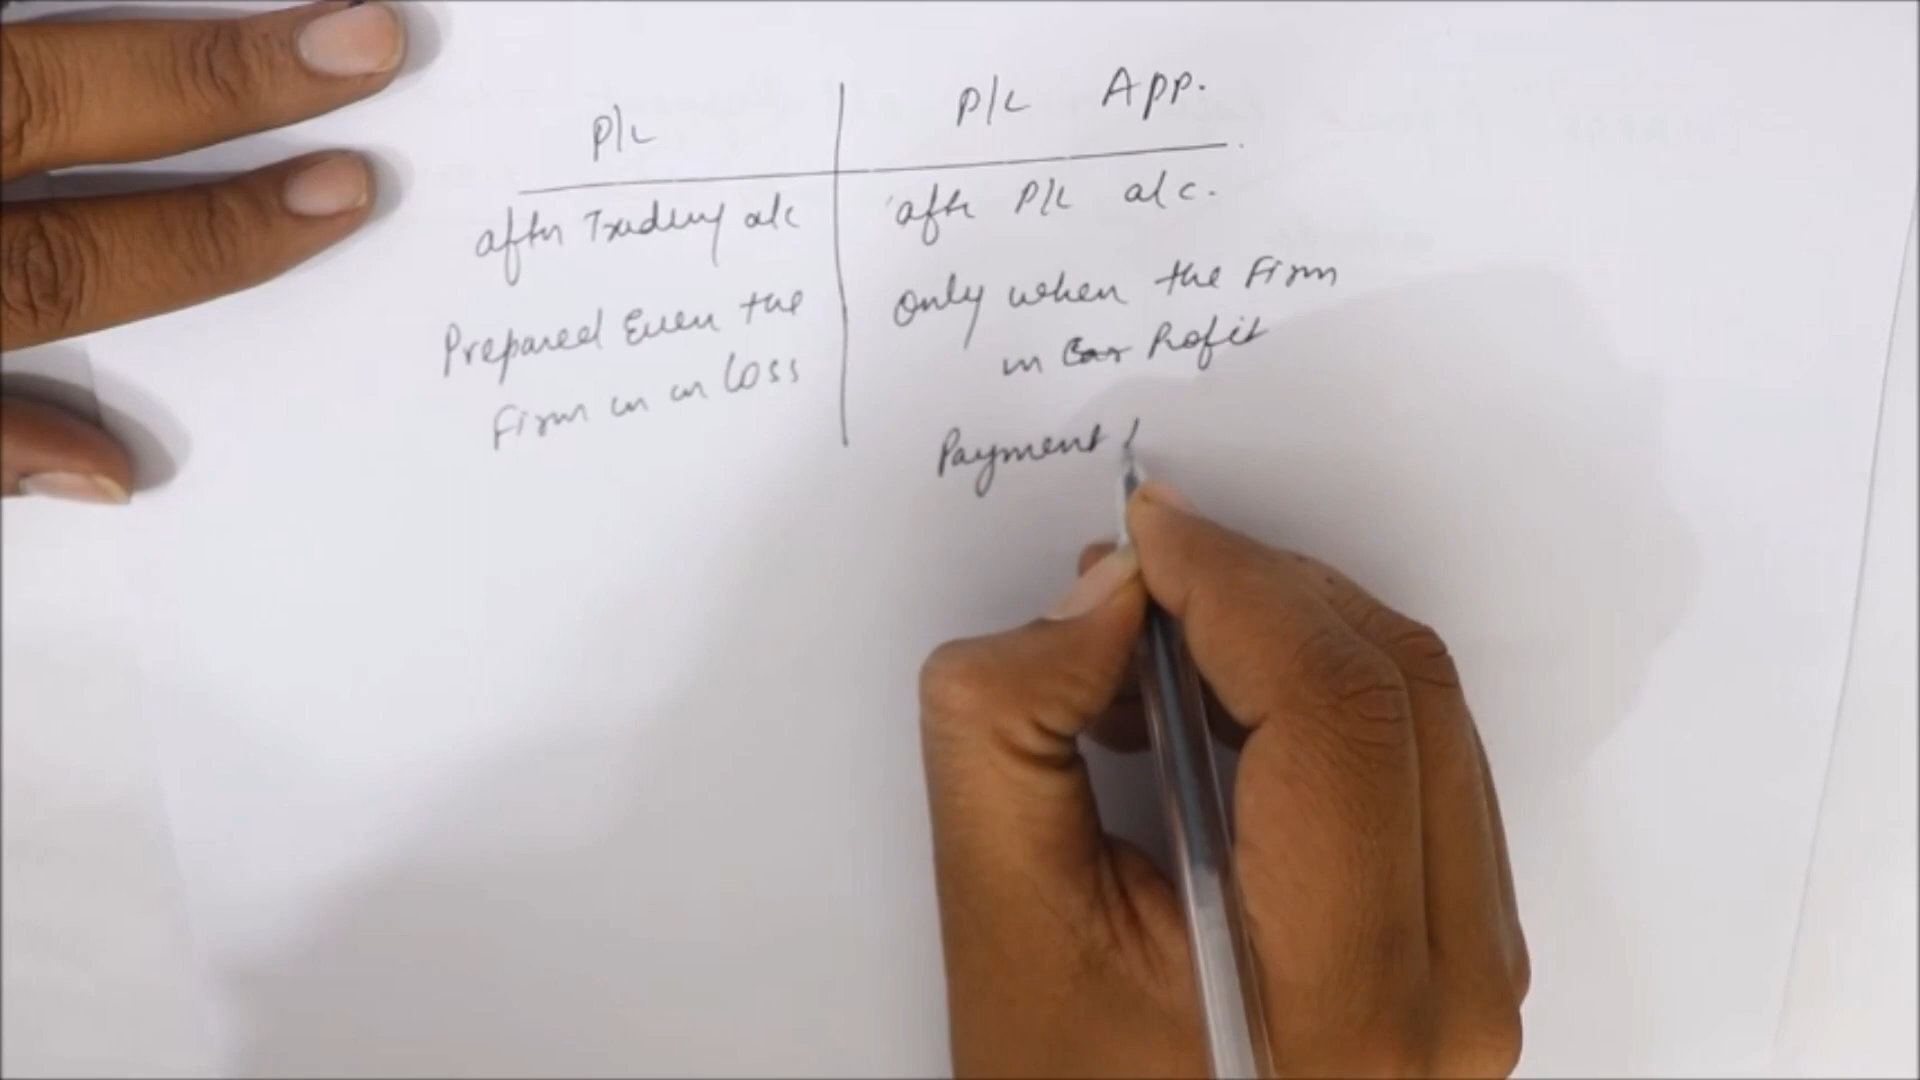 P/L
P/L App.
after Trading a/c
after P/L a/c.
Prepared Even the
Firm in in Loss
Only when the Firm
in Profit
Payment